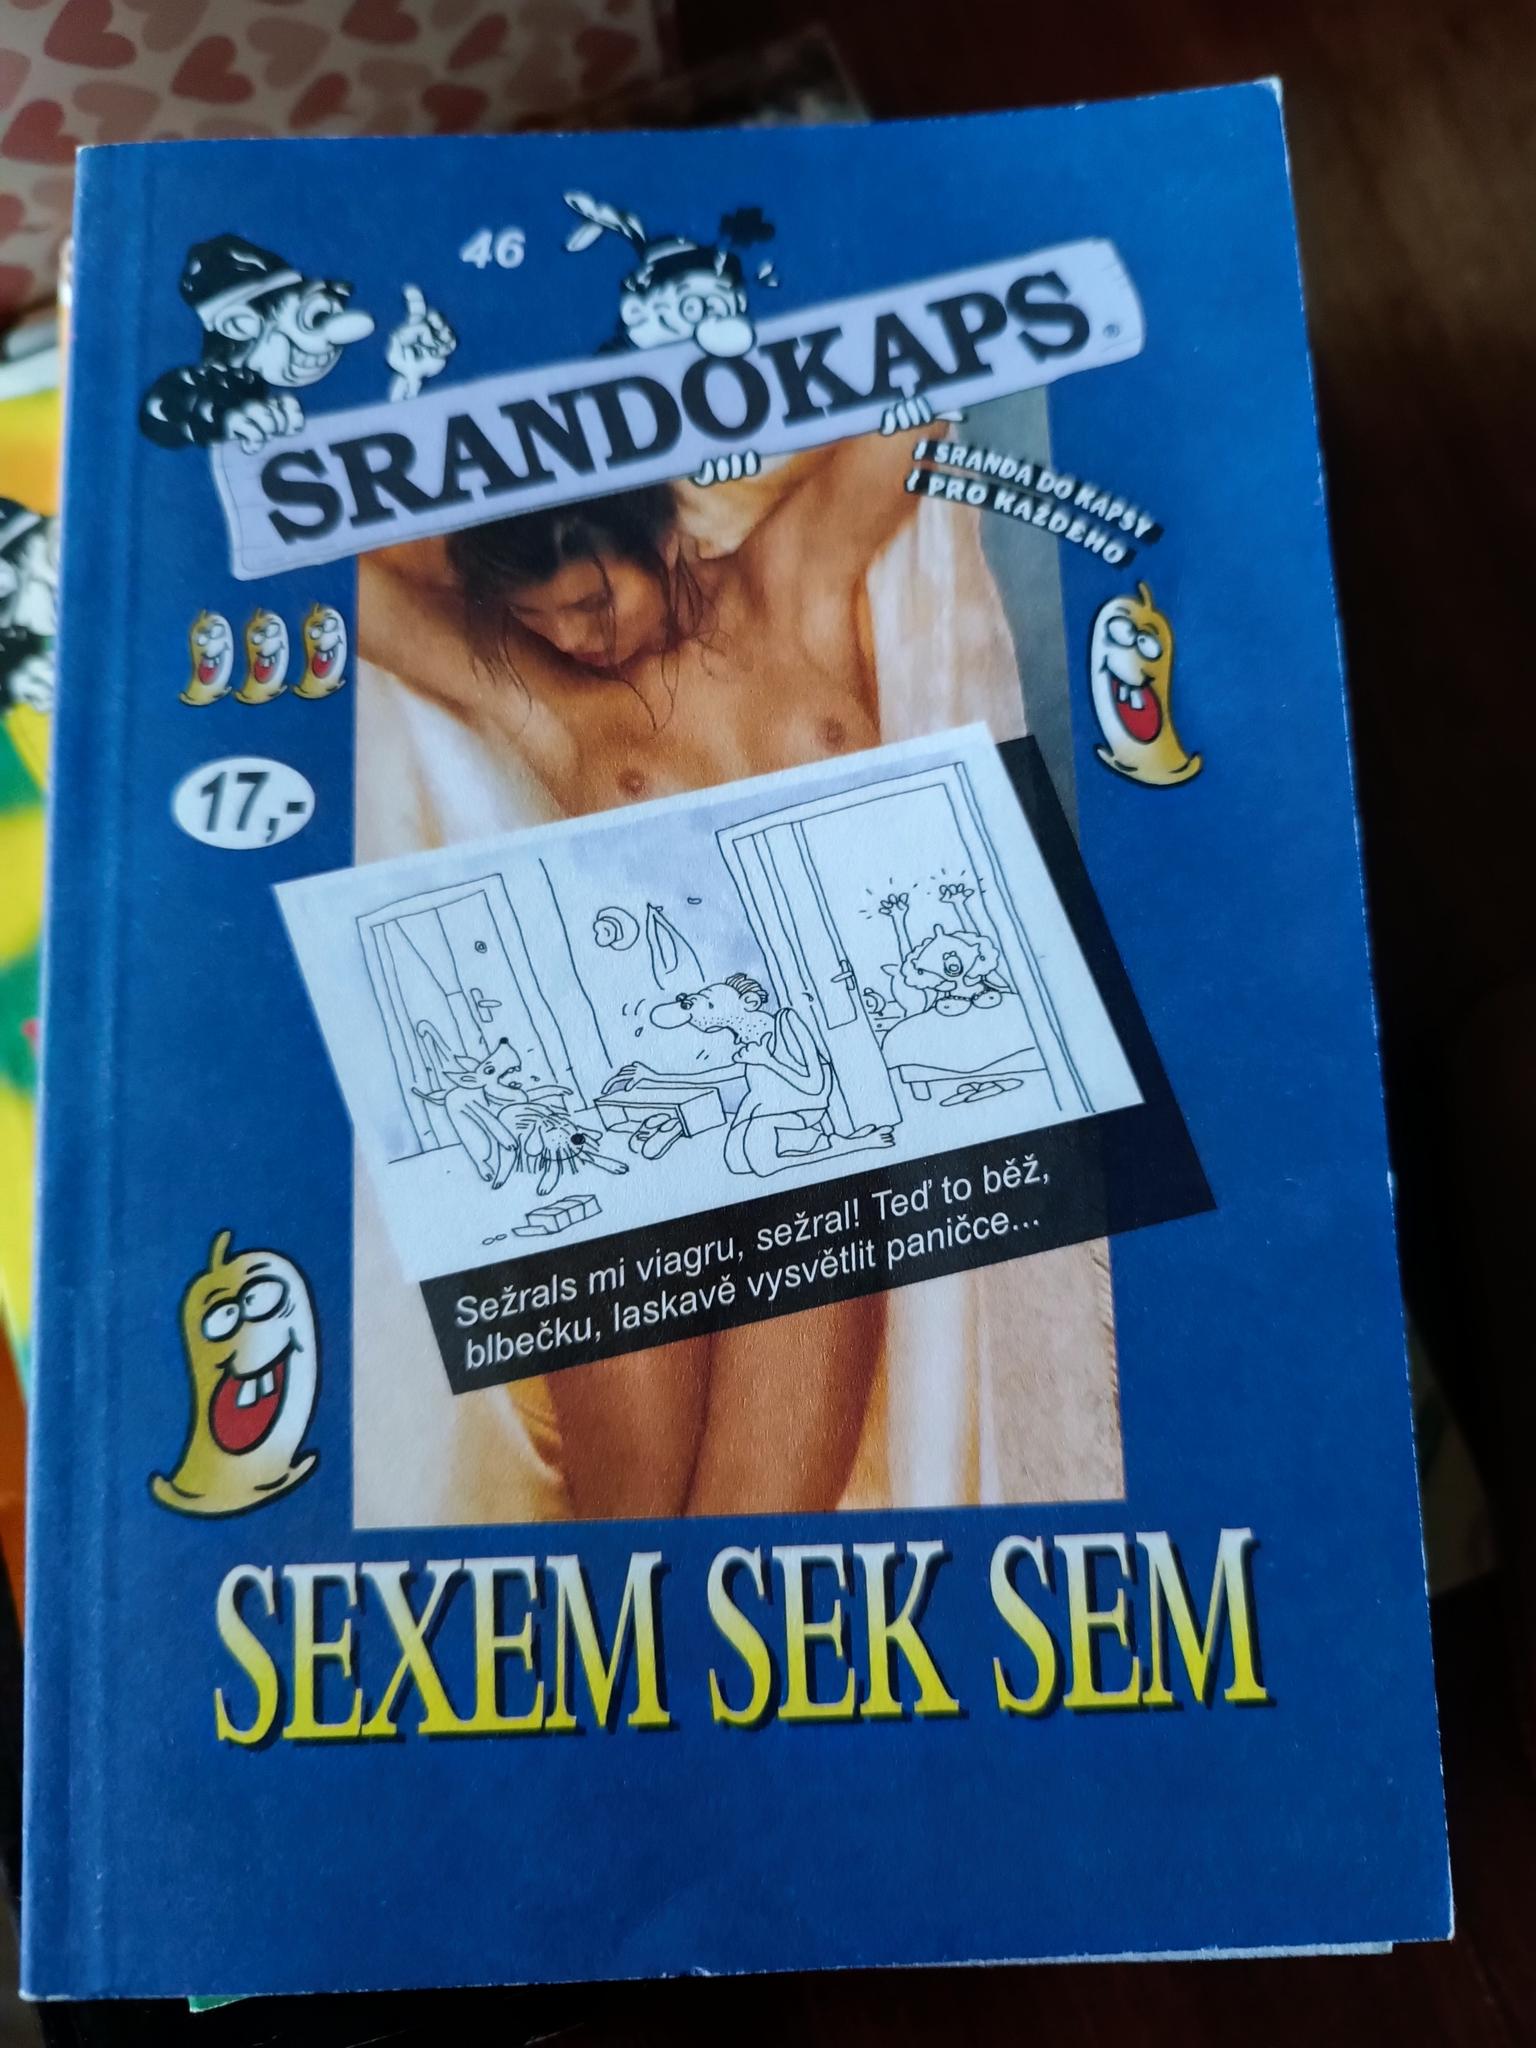 46
SRANDOKAPS
SRANDA DO KAPSY
PRO KAŽDÉHO
17,-
Sežrals mi viagru, sežral! Teď to běž,
blbečku, laskavě vysvětlit paničce...
SEXEM SEK SEM